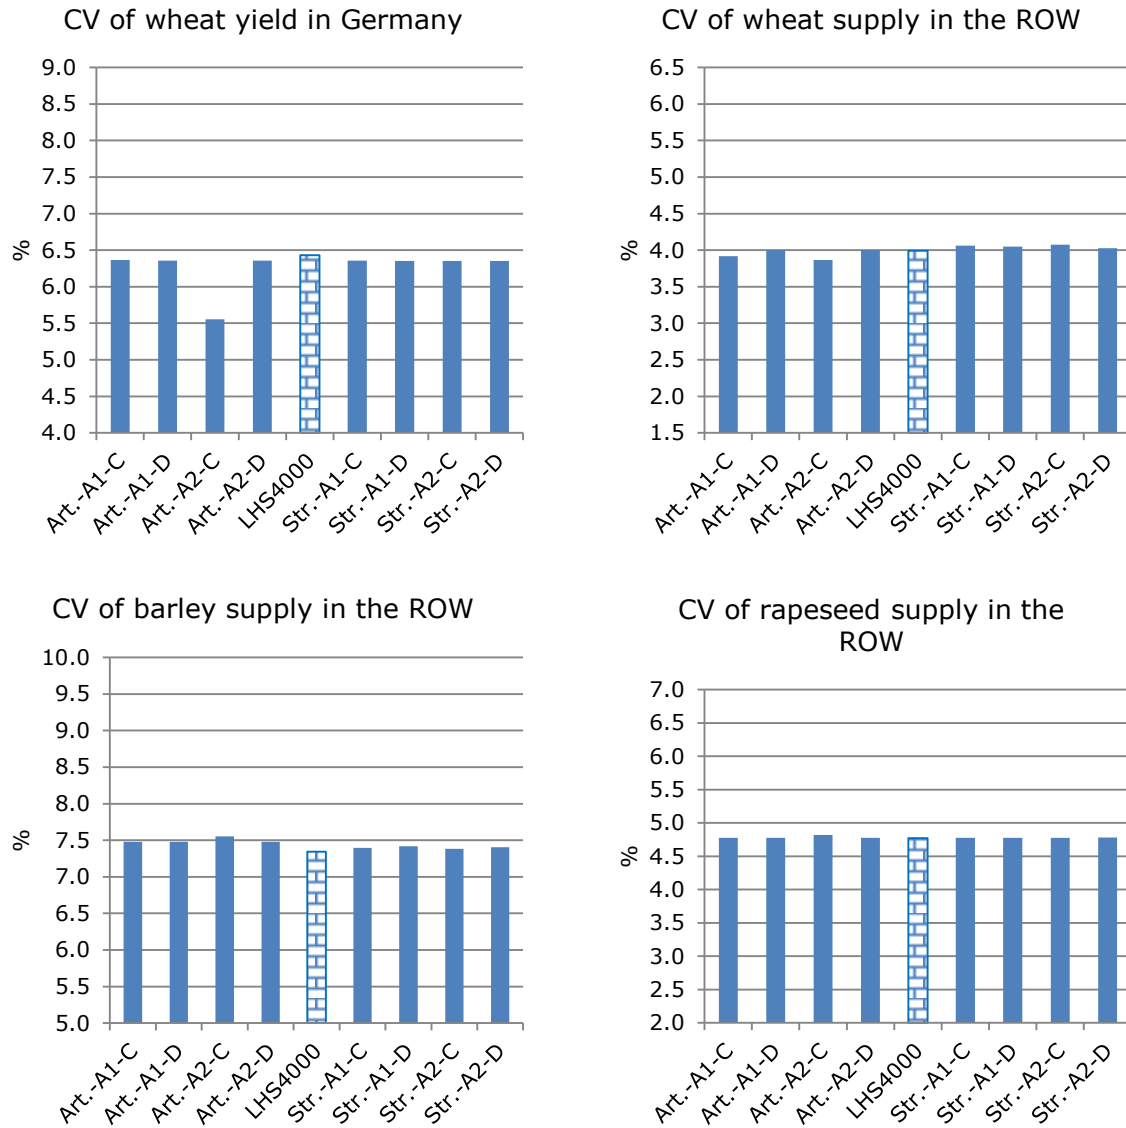 CV of wheat yield in Germany
9.0
8.5
8.0
7.5
7.0
6.5
6.0
5.5
5.0
4.5
4.0
%
Art.-A1-C
Art.-A1-D
Art.-A2-C
Art.-A2-D
LHS4000
Str.-A1-C
Str.-A1-D
Str.-A2-C
Str.-A2-D
CV of wheat supply in the ROW
6.5
6.0
5.5
5.0
4.5
4.0
3.5
3.0
2.5
2.0
1.5
%
Art.-A1-C
Art.-A1-D
Art.-A2-C
Art.-A2-D
LHS4000
Str.-A1-C
Str.-A1-D
Str.-A2-C
Str.-A2-D
CV of barley supply in the ROW
10.0
9.5
9.0
8.5
8.0
7.5
7.0
6.5
6.0
5.5
5.0
%
Art.-A1-C
Art.-A1-D
Art.-A2-C
Art.-A2-D
LHS4000
Str.-A1-C
Str.-A1-D
Str.-A2-C
Str.-A2-D
CV of rapeseed supply in the
ROW
7.0
6.5
6.0
5.5
5.0
4.5
4.0
3.5
3.0
2.5
2.0
%
Art.-A1-C
Art.-A1-D
Art.-A2-C
Art.-A2-D
LHS4000
Str.-A1-C
Str.-A1-D
Str.-A2-C
Str.-A2-D